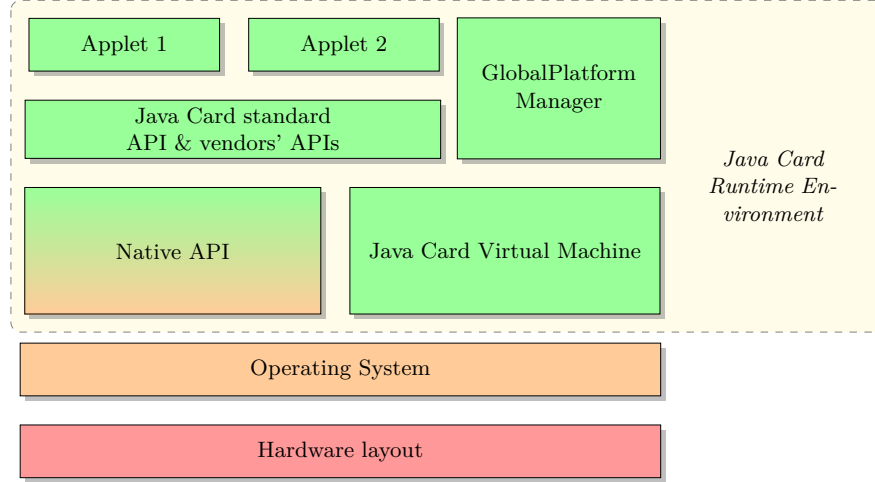 Applet 1
Applet 2
GlobalPlatform
Manager
Java Card standard
API & vendors’ APIs
Java Card
Runtime En-
vironment
Native API
Java Card Virtual Machine
Operating System
Hardware layout